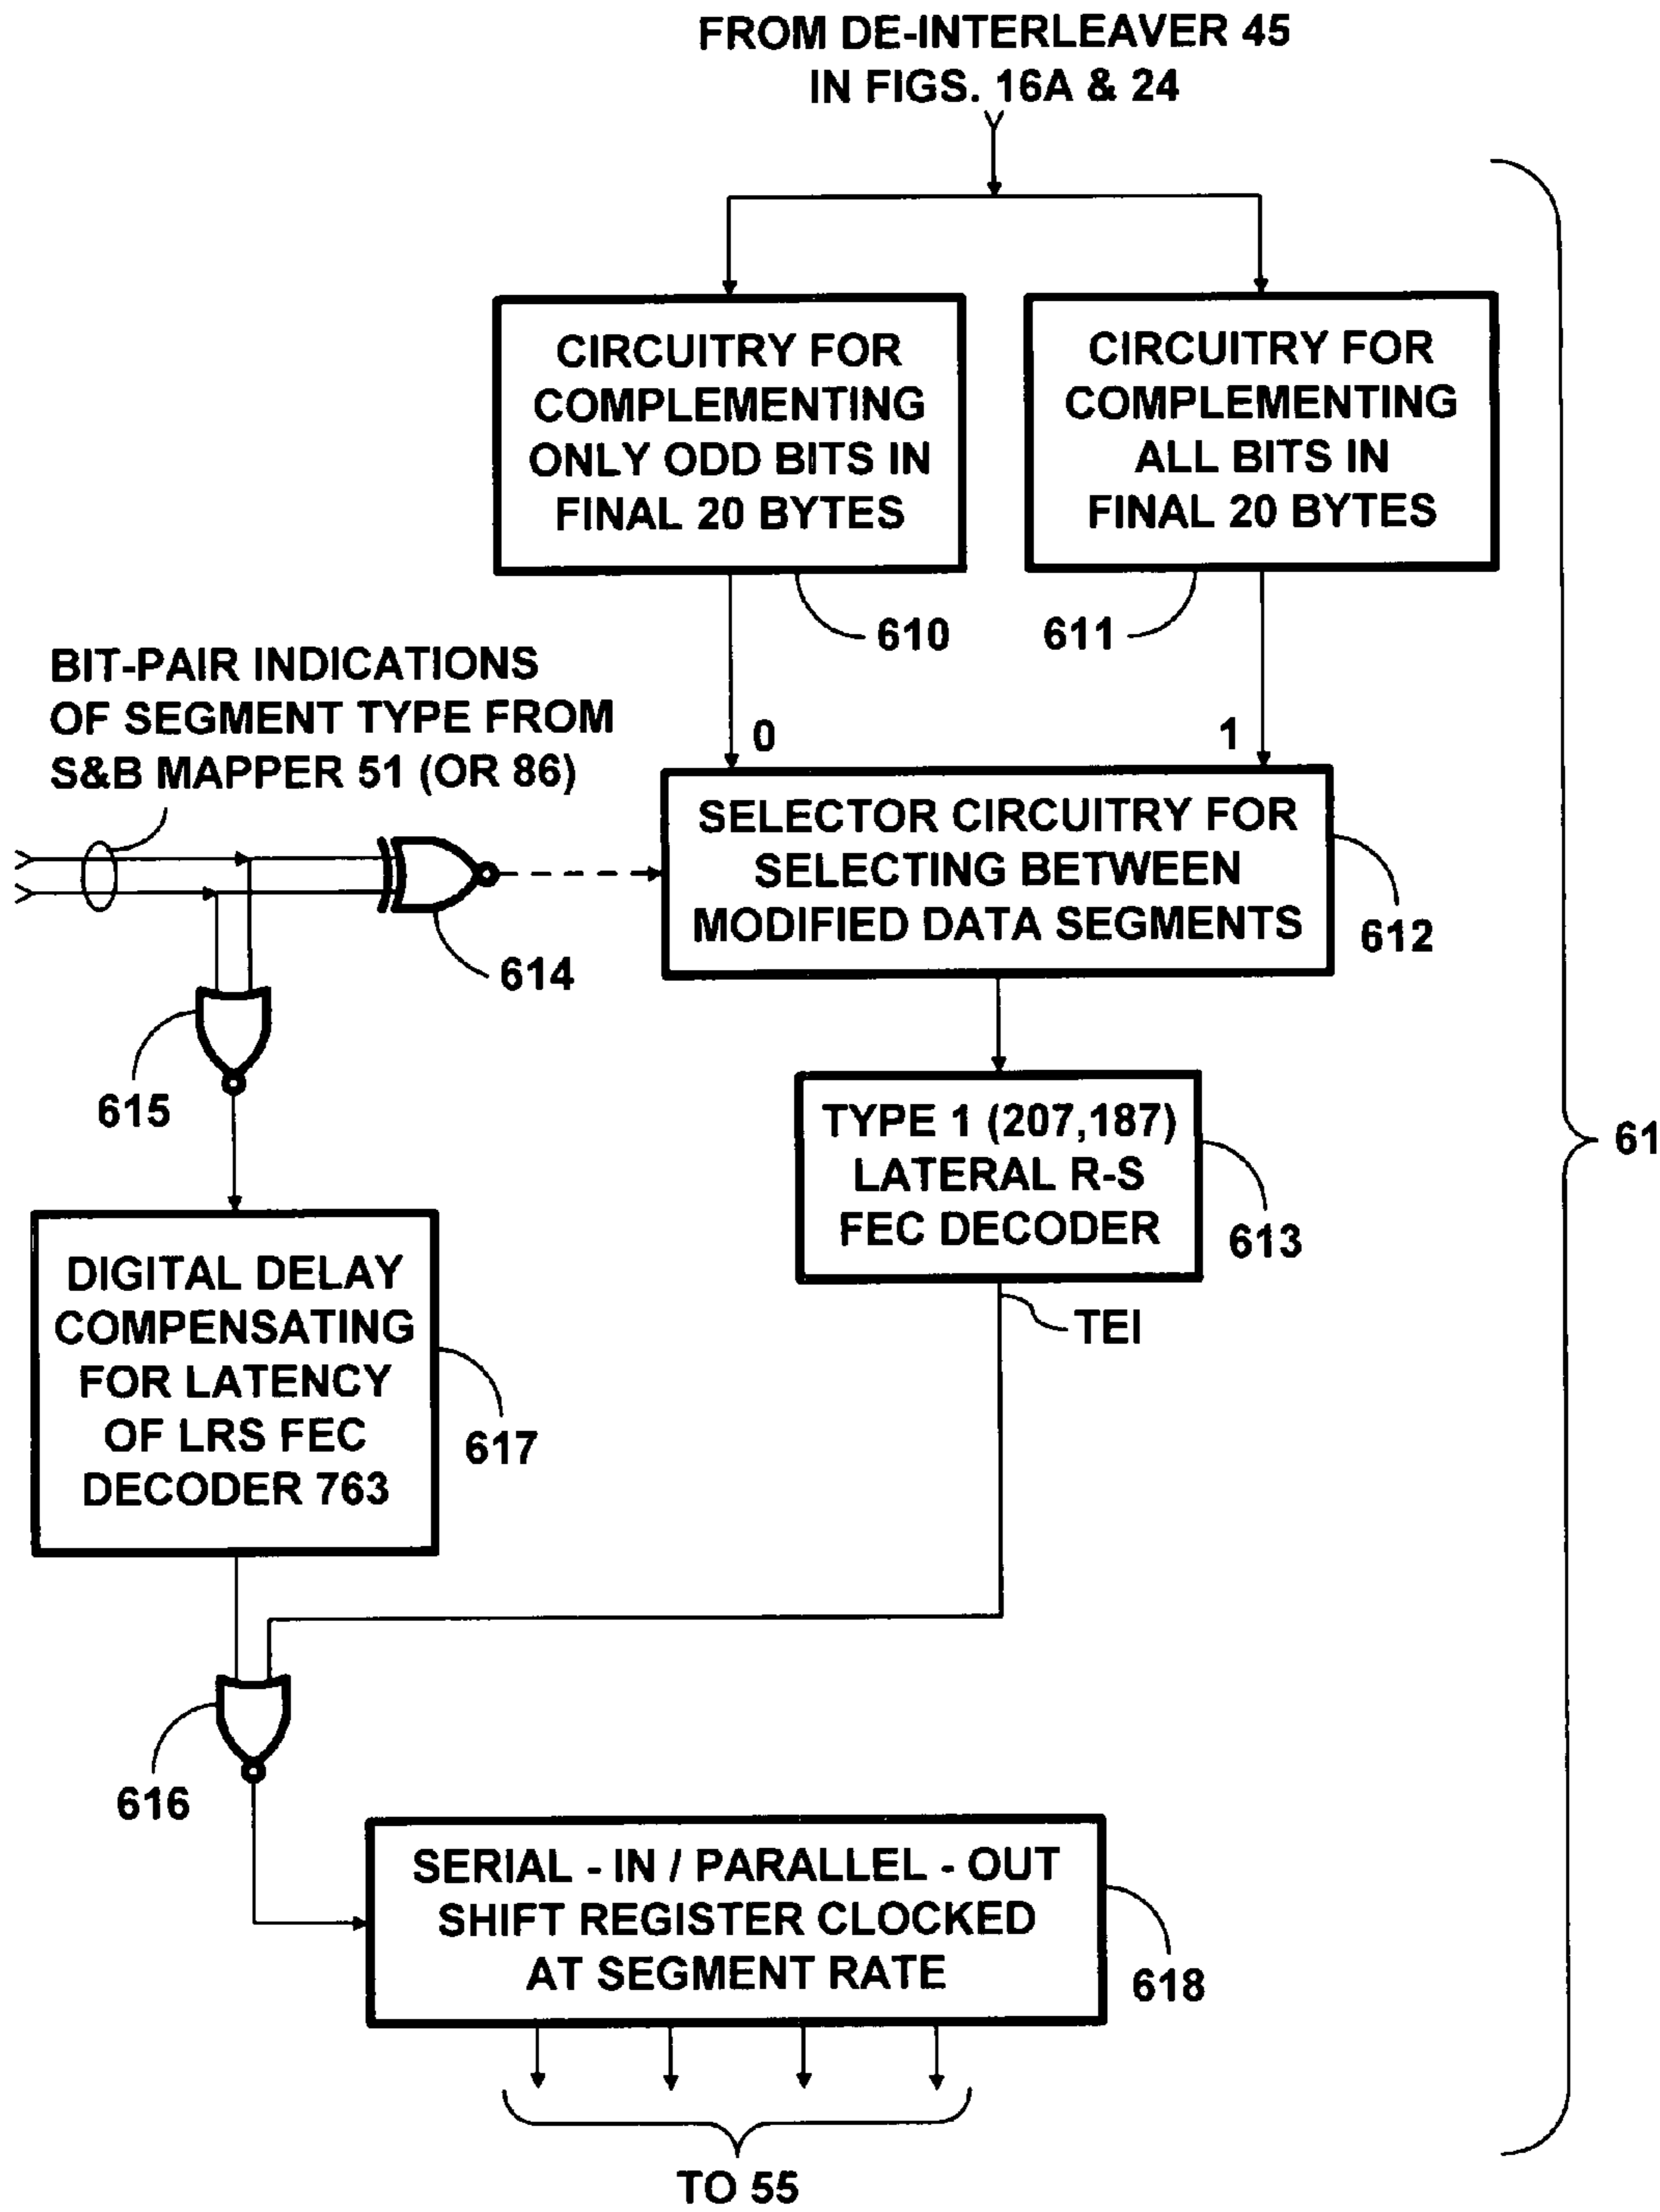 FROM DE-INTERLEAVER 45
IN FIGS. 16A & 24
CIRCUITRY FOR
COMPLEMENTING
ONLY ODD BITS IN
FINAL 20 BYTES
CIRCUITRY FOR
COMPLEMENTING
ALL BITS IN
FINAL 20 BYTES
610
611
BIT-PAIR INDICATIONS
OF SEGMENT TYPE FROM
S&B MAPPER 51 (OR 86)
0
1
SELECTOR CIRCUITRY FOR
SELECTING BETWEEN
MODIFIED DATA SEGMENTS
612
614
615
TYPE 1 (207,187)
LATERAL R-S
FEC DECODER
613
61
TEI
DIGITAL DELAY
COMPENSATING
FOR LATENCY
OF LRS FEC
DECODER 763
617
616
SERIAL - IN / PARALLEL - OUT
SHIFT REGISTER CLOCKED
AT SEGMENT RATE
618
TO 55